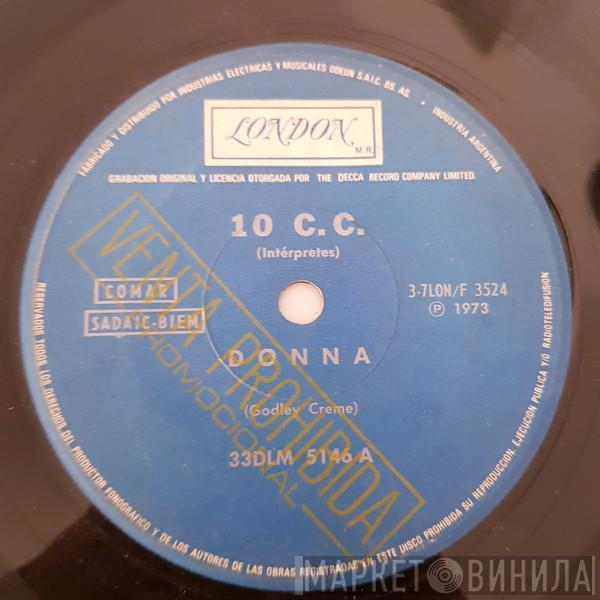 FABRICADO Y DISTRIBUIDO POR INDUSTRIAS ELECTRICAS Y MUSICALES ODEON S.A.I.C. BS. AS. • INDUSTRIA ARGENTINA
LONDON
M.R.
GRABACION ORIGINAL Y LICENCIA OTORGADA POR THE DECCA RECORD COMPANY LIMITED.
10 C.C.
(Intérpretes)
COMAR
SADAIC-BIEM
3-7LON/F 3524
Ⓟ 1973
VENTA PROHIBIDA
PROMOCIONAL
DONNA
(Godley Creme)
33DLM 5146 A
RESERVADOS TODOS LOS DERECHOS DEL PRODUCTOR FONOGRAFICO Y DE LOS AUTORES DE LAS OBRAS REGISTRADAS EN ESTE DISCO PROHIBIDA SU REPRODUCCION, EJECUCION PUBLICA Y/O RADIOTELEDIFUSION
МАРКЕТ ВИНИЛА